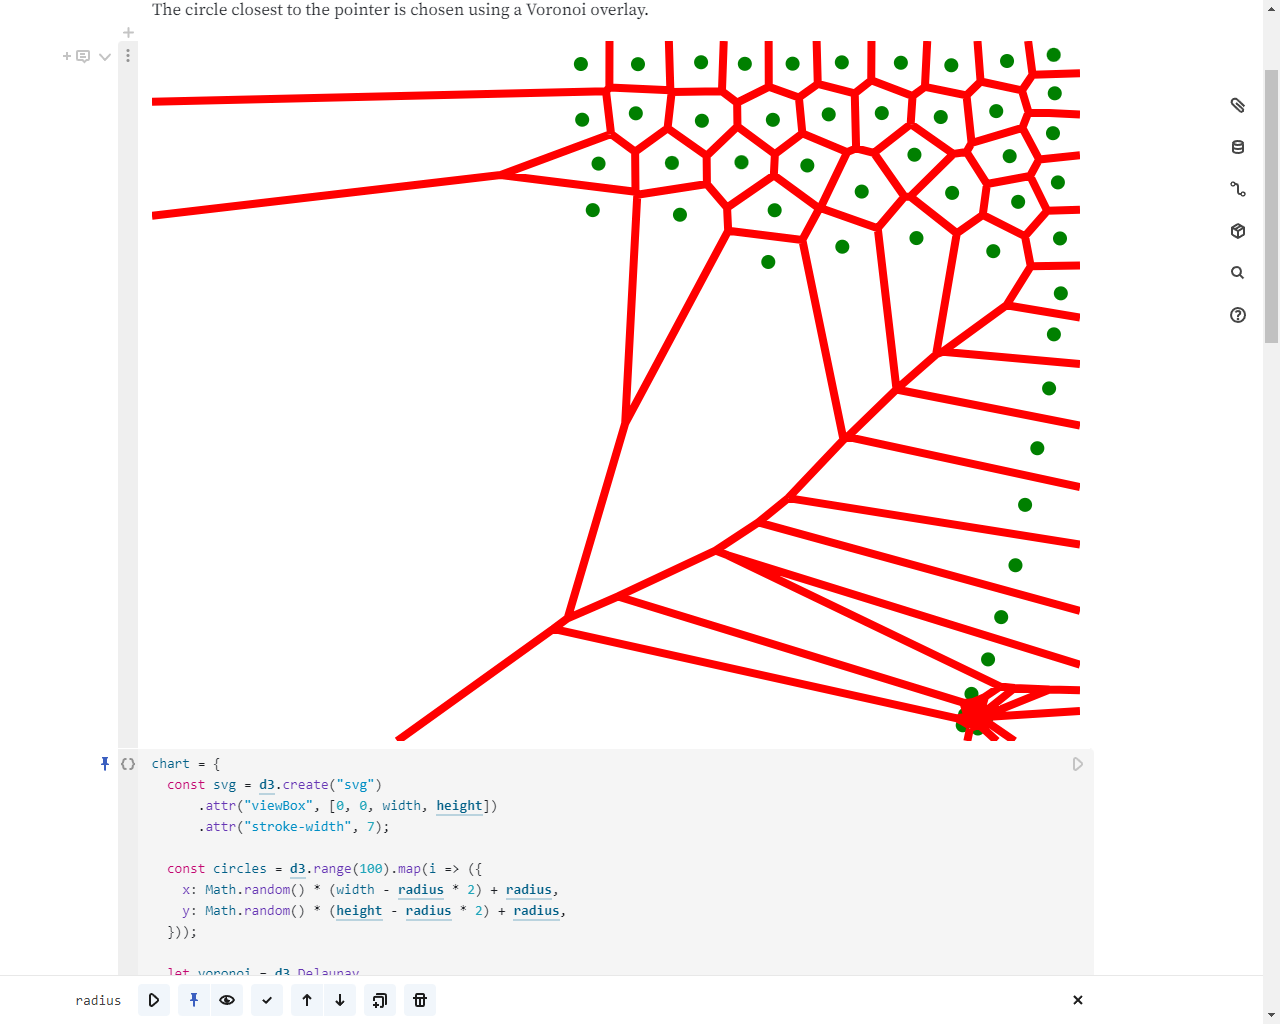 The circle closest to the pointer is chosen using a Voronoi overlay.
chart = {
const svg = d3.create("svg")
.attr("viewBox", [0, 0, width, height])
.attr("stroke-width", 7);
const circles = d3.range(100).map(i => ({
x: Math.random() * (width - radius * 2) + radius,
y: Math.random() * (height - radius * 2) + radius,
}));
let voronoi = d3.Delaunay
radius